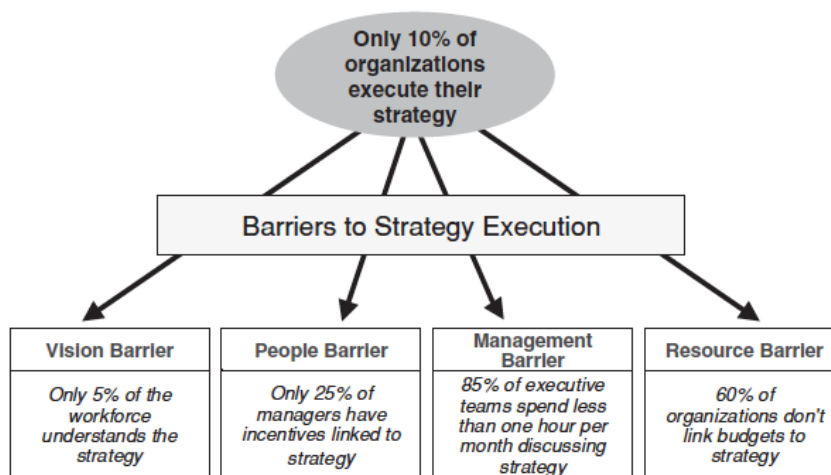 Only 10% of
organizations
execute their
strategy
Barriers to Strategy Execution
Vision Barrier
Only 5% of the
workforce
understands the
strategy
People Barrier
Only 25% of
managers have
incentives linked to
strategy
Management
Barrier
85% of executive
teams spend less
than one hour per
month discussing
strategy
Resource Barrier
60% of
organizations don't
link budgets to
strategy